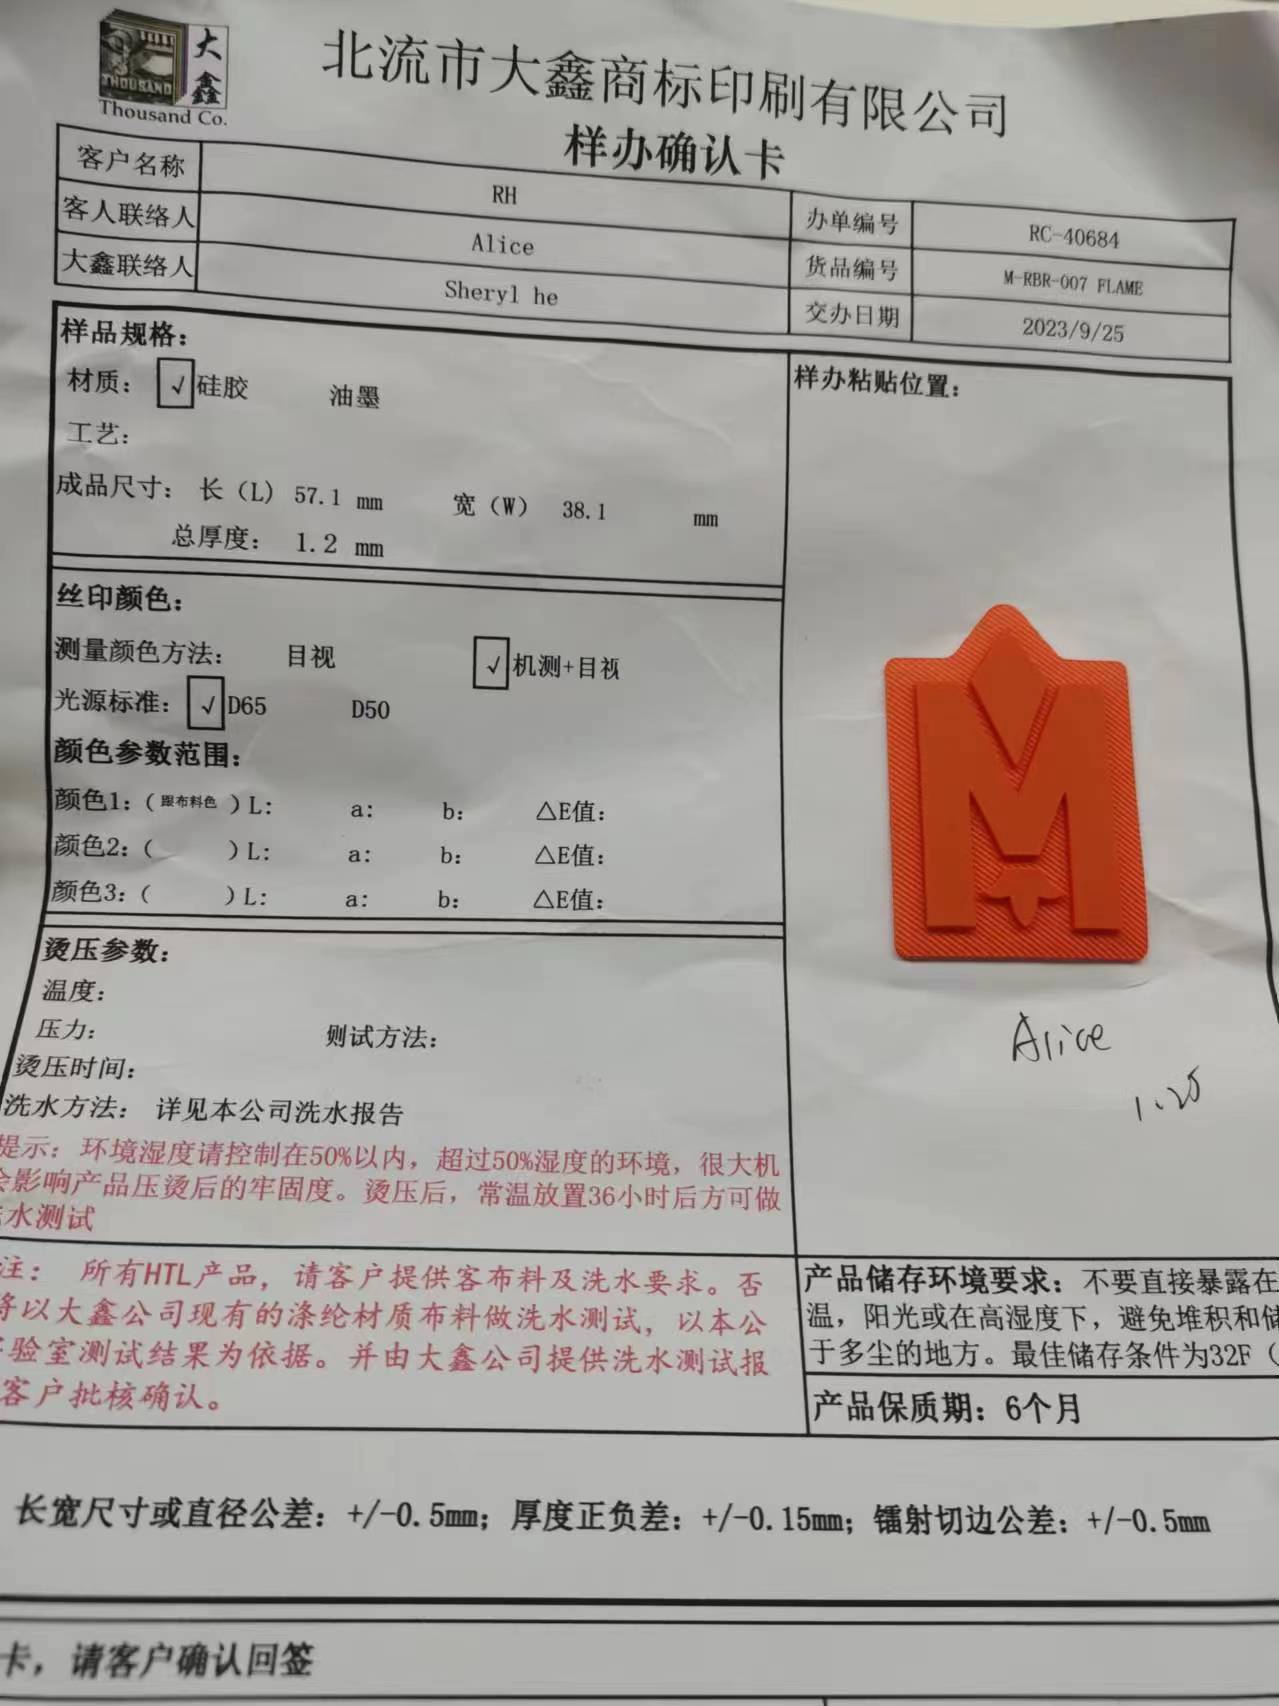 THOUSAND
大鑫
Thousand Co.
北流市大鑫商标印刷有限公司
样办确认卡
客户名称 RH
客人联络人 Alice 办单编号 RC-40684
大鑫联络人 Sheryl he 货品编号 M-RBR-007 FLAME
交办日期 2023/9/25
样品规格：
样办粘贴位置：
材质： √ 硅胶 油墨
工艺：
成品尺寸： 长（L) 57.1 mm 宽（W） 38.1 mm
总厚度： 1.2 mm
丝印颜色：
测量颜色方法： 目视 √ 机测+目视
光源标准： √ D65 D50
颜色参数范围：
颜色1：( 跟布料色 ) L: a: b: △E值：
颜色2：( ) L: a: b: △E值：
颜色3：( ) L: a: b: △E值：
M
Alice
1.25
烫压参数：
温度：
压力： 则试方法：
烫压时间：
洗水方法： 详见本公司洗水报告
提示：环境湿度请控制在50%以内，超过50%湿度的环境，很大机
会影响产品压烫后的牢固度。烫压后，常温放置36小时后方可做
水测试
注： 所有HTL产品，请客户提供客布料及洗水要求。否
将以大鑫公司现有的涤纶材质布料做洗水测试，以本公
验室测试结果为依据。并由大鑫公司提供洗水测试报
客户批核确认。
产品储存环境要求：不要直接暴露在
温，阳光或在高湿度下，避免堆积和储
于多尘的地方。最佳储存条件为32F（
产品保质期：6个月
长宽尺寸或直径公差：+/-0.5mm；厚度正负差：+/-0.15mm；镭射切边公差：+/-0.5mm
卡，请客户确认回签